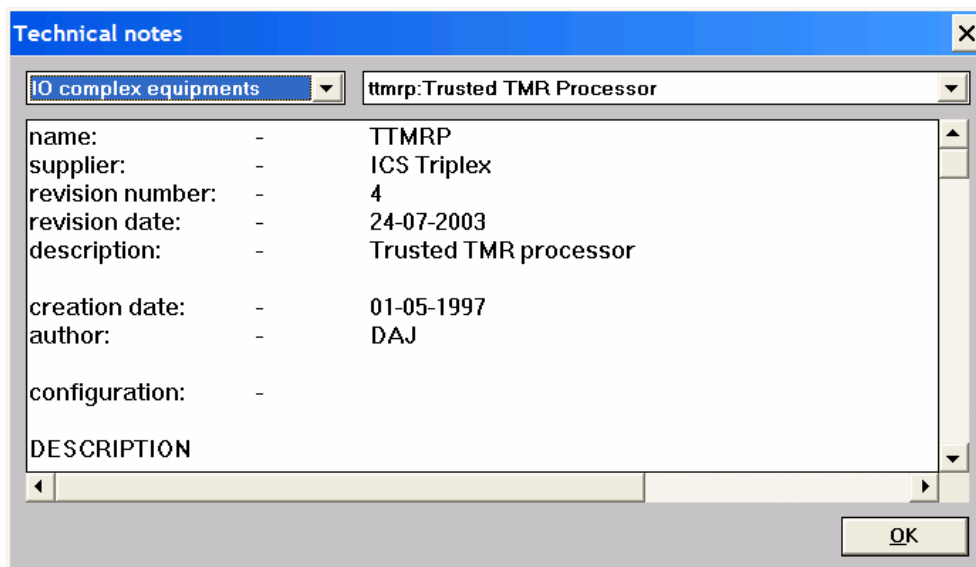 Technical notes
IO complex equipments ttmrp:Trusted TMR Processor
name: - TTMRP
supplier: - ICS Triplex
revision number: - 4
revision date: - 24-07-2003
description: - Trusted TMR processor
creation date: - 01-05-1997
author: - DAJ
configuration: -
DESCRIPTION
OK